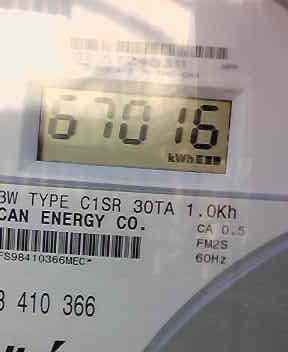 67016
kWh
3W TYPE C1SR 30TA 1.0Kh
CAN ENERGY CO.
CA 0.5
FM2S
FS98410366MEC*
60Hz
3 410 366